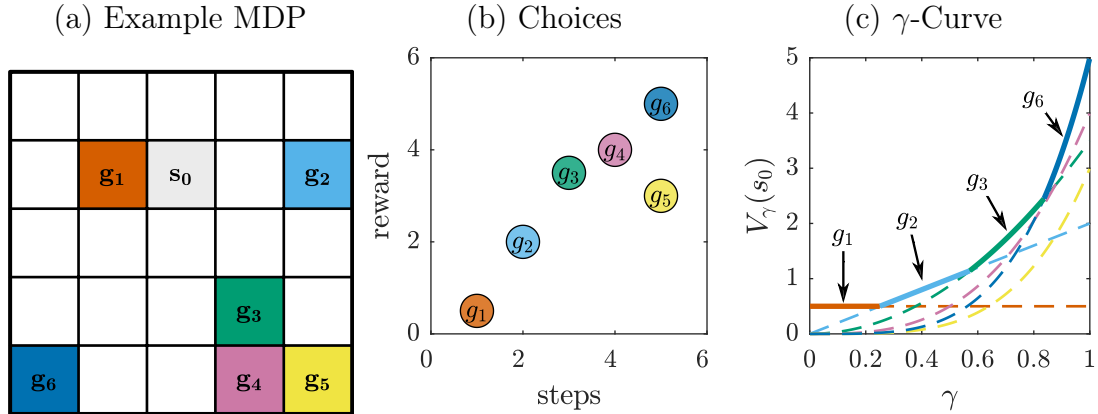 (a) Example MDP
g₁ s₀ g₂
g₃
g₆ g₄ g₅
(b) Choices
reward
6
4
2
0
g₆
g₄
g₃
g₅
g₂
g₁
0 2 4 6
steps
(c) γ-Curve
V_γ(s₀)
5
4
3
2
1
0
g₆
g₃
g₂
g₁
0 0.2 0.4 0.6 0.8 1
γ